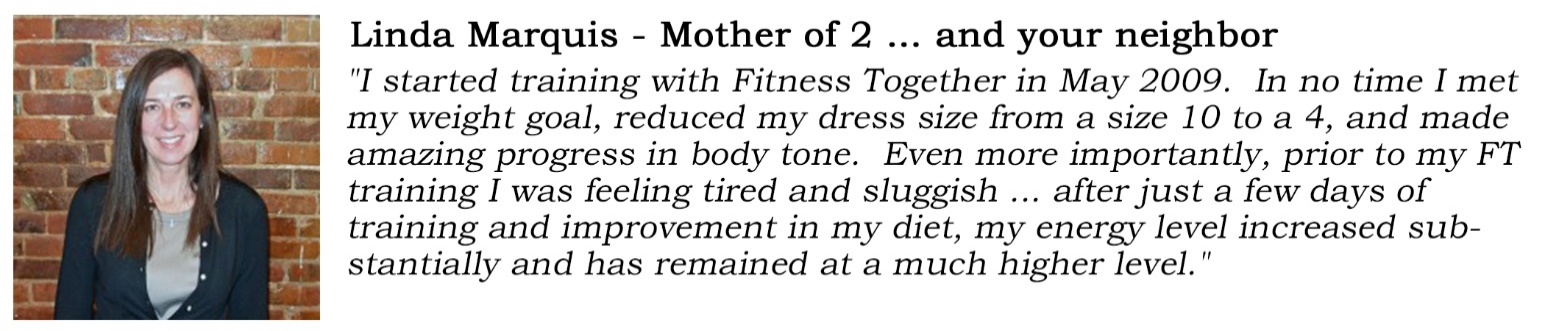 Linda Marquis - Mother of 2 ... and your neighbor
"I started training with Fitness Together in May 2009.  In no time I met
my weight goal, reduced my dress size from a size 10 to a 4, and made
amazing progress in body tone.  Even more importantly, prior to my FT
training I was feeling tired and sluggish ... after just a few days of
training and improvement in my diet, my energy level increased sub-
stantially and has remained at a much higher level."